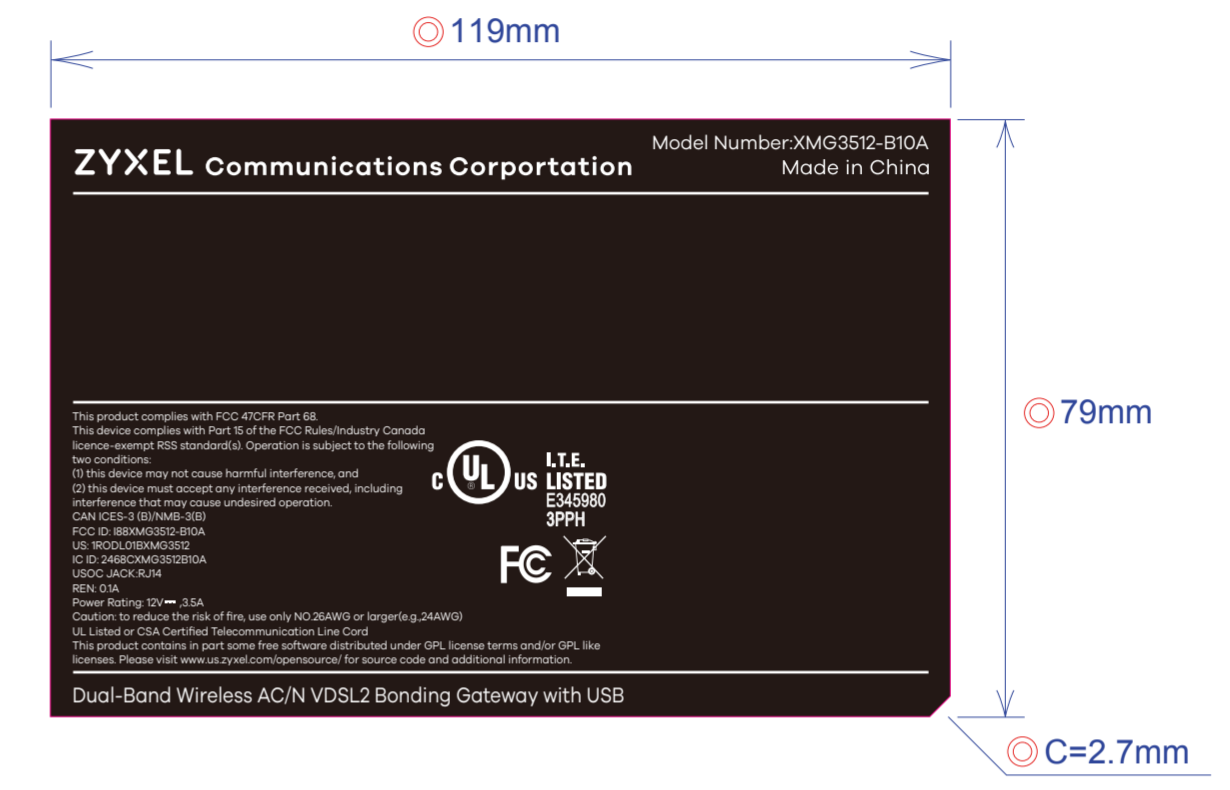 119mm
ZYXEL Communications Corportation
Model Number:XMG3512-B10A
Made in China
This product complies with FCC 47CFR Part 68.
This device complies with Part 15 of the FCC Rules/Industry Canada
licence-exempt RSS standard(s). Operation is subject to the following
two conditions:
(1) this device may not cause harmful interference, and
(2) this device must accept any interference received, including
interference that may cause undesired operation.
CAN ICES-3 (B)/NMB-3(B)
FCC ID: I88XMG3512-B10A
US: 1RODL01BXMG3512
IC ID: 2468CXMG3512B10A
USOC JACK:RJ14
REN: 0.1A
Power Rating: 12V⎓ ,3.5A
Caution: to reduce the risk of fire, use only NO.26AWG or larger(e.g.,24AWG)
UL Listed or CSA Certified Telecommunication Line Cord
This product contains in part some free software distributed under GPL license terms and/or GPL like
licenses. Please visit www.us.zyxel.com/opensource/ for source code and additional information.
C UL ® US
I.T.E.
LISTED
E345980
3PPH
FC
Dual-Band Wireless AC/N VDSL2 Bonding Gateway with USB
79mm
C=2.7mm